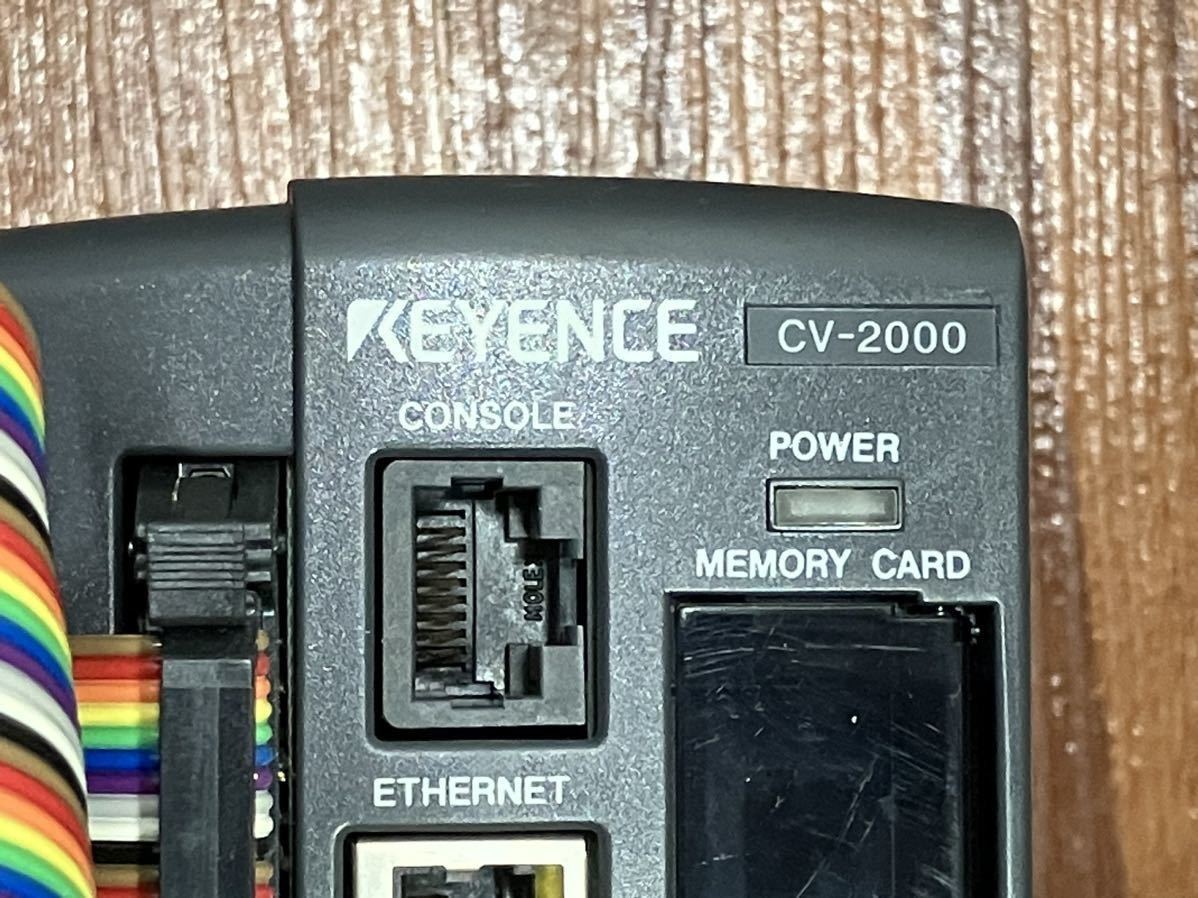 KEYENCE
CV-2000
CONSOLE
POWER
MEMORY CARD
ETHERNET